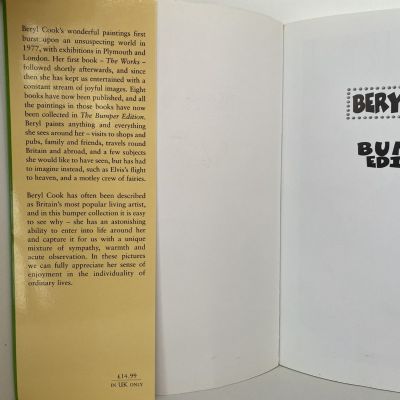 Beryl Cook's wonderful paintings first
burst upon an unsuspecting world in
1977, with exhibitions in Plymouth and
London. Her first book – The Works –
followed shortly afterwards, and since
then she has kept us entertained with a
constant stream of joyful images. Eight
books have now been published, and all
the paintings in those books have now
been collected in The Bumper Edition.
Beryl paints anything and everything
she sees around her – visits to shops and
pubs, family and friends, travels round
Britain and abroad, and a few subjects
she would like to have seen, but has had
to imagine instead, such as Elvis's flight
to heaven, and a motley crew of fairies.
Beryl Cook has often been described
as Britain's most popular living artist,
and in this bumper collection it is easy
to see why – she has an astonishing
ability to enter into life around her
and capture it for us with a unique
mixture of sympathy, warmth and
acute observation. In these pictures
we can fully appreciate her sense of
enjoyment in the individuality of
ordinary lives.
£14.99
IN UK ONLY
BERY
BUM
EDI